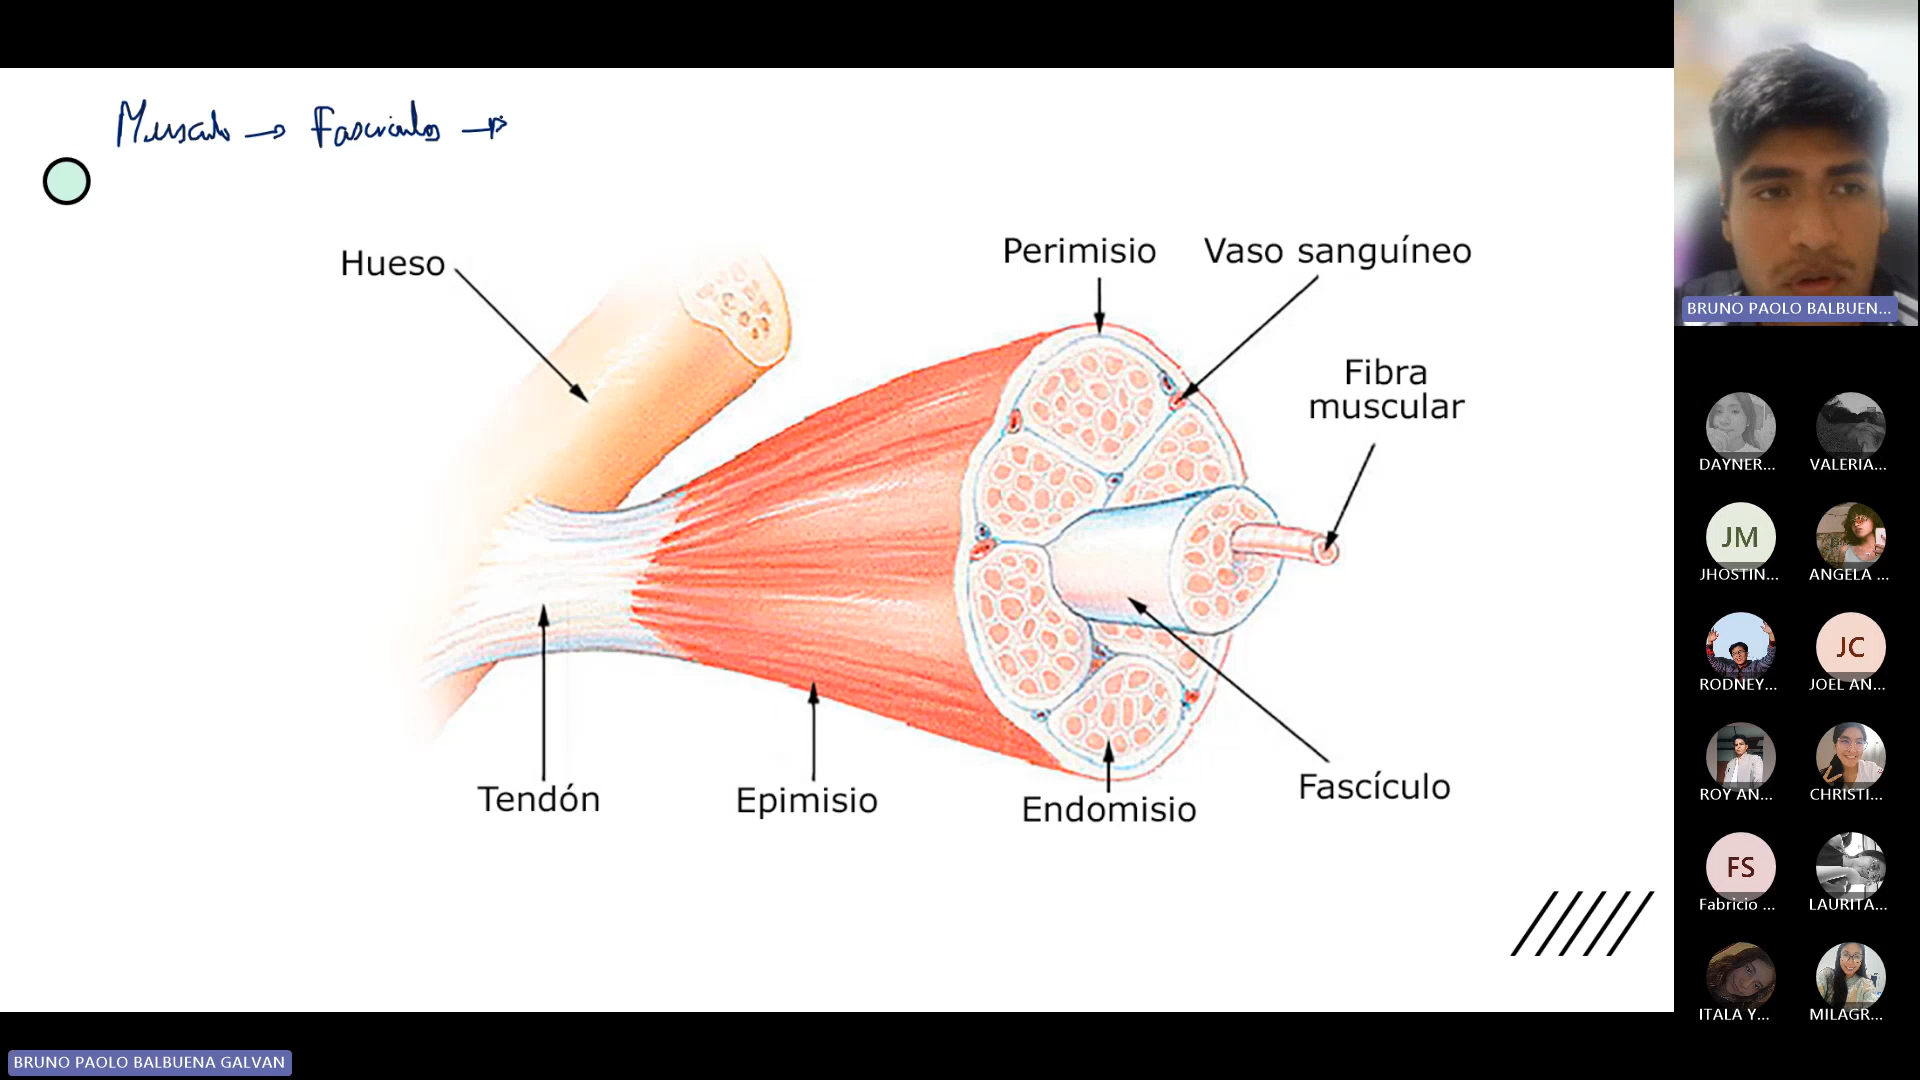 Musculo → Fasciculos →
Hueso
Perimisio
Vaso sanguíneo
Fibra
muscular
Tendón
Epimisio
Endomisio
Fascículo
BRUNO PAOLO BALBUEN...
DAYNER...
VALERIA...
JM
JHOSTIN...
ANGELA ...
RODNEY...
JC
JOEL AN...
ROY AN...
CHRISTI...
FS
Fabricio ...
LAURITA...
ITALA Y...
MILAGR...
BRUNO PAOLO BALBUENA GALVAN